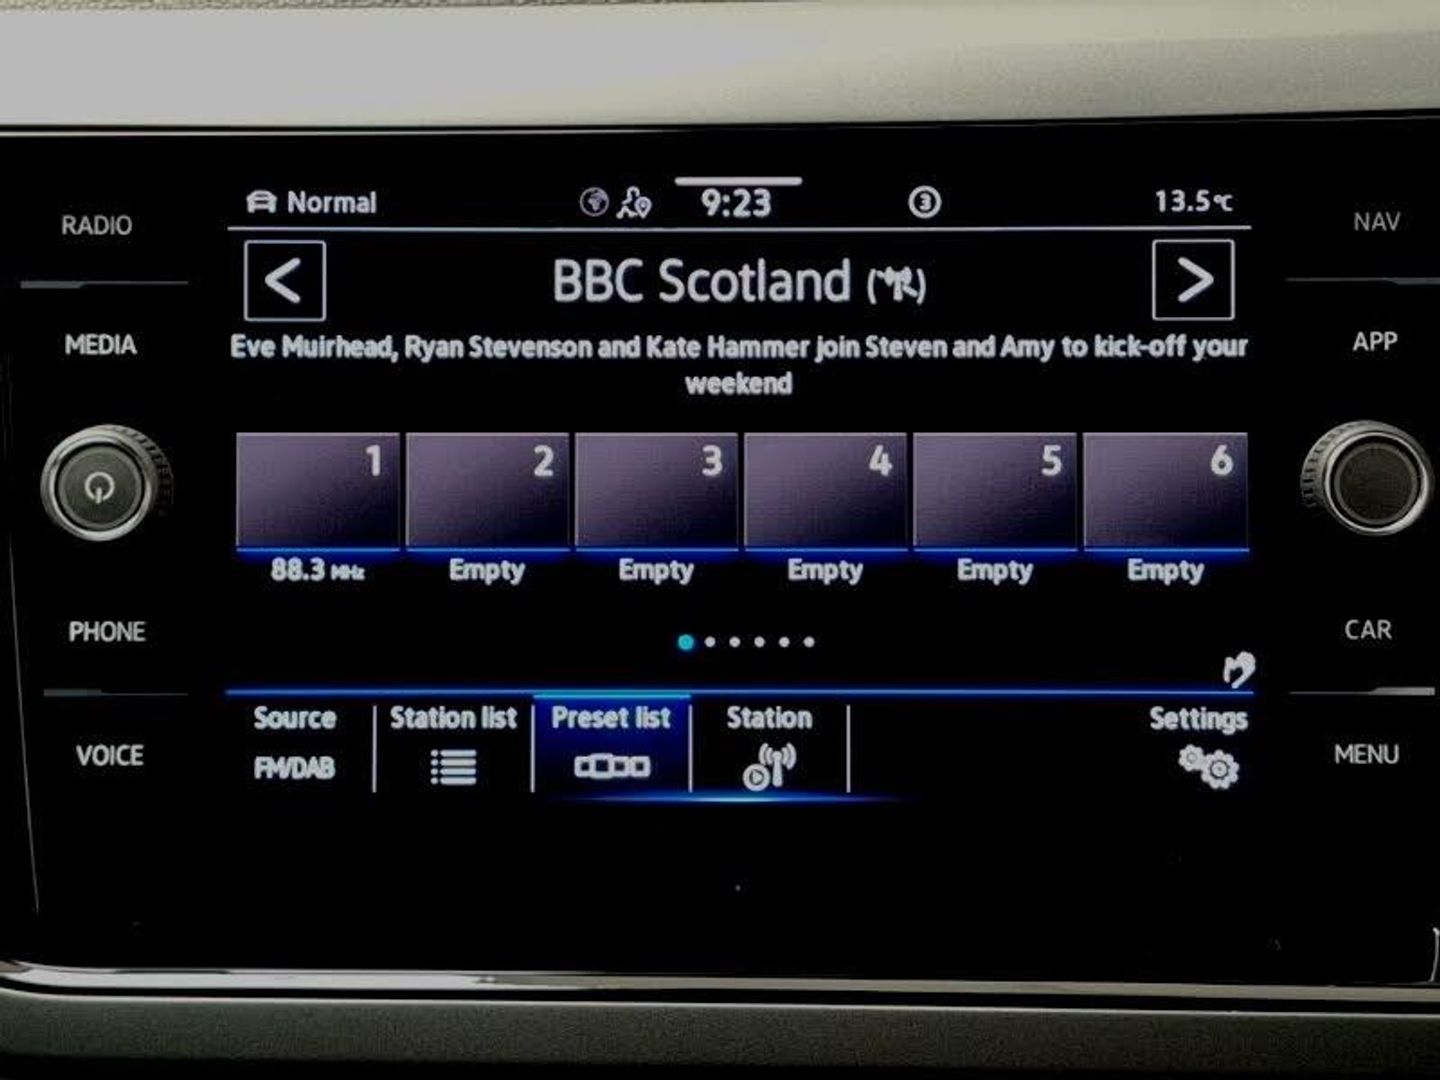 RADIO
MEDIA
PHONE
VOICE
Normal
9:23
3
13.5°C
BBC Scotland
Eve Muirhead, Ryan Stevenson and Kate Hammer join Steven and Amy to kick-off your
weekend
1 2 3 4 5 6
88.3 MHz Empty Empty Empty Empty Empty
Source Station list Preset list Station Settings
FM/DAB
NAV
APP
CAR
MENU